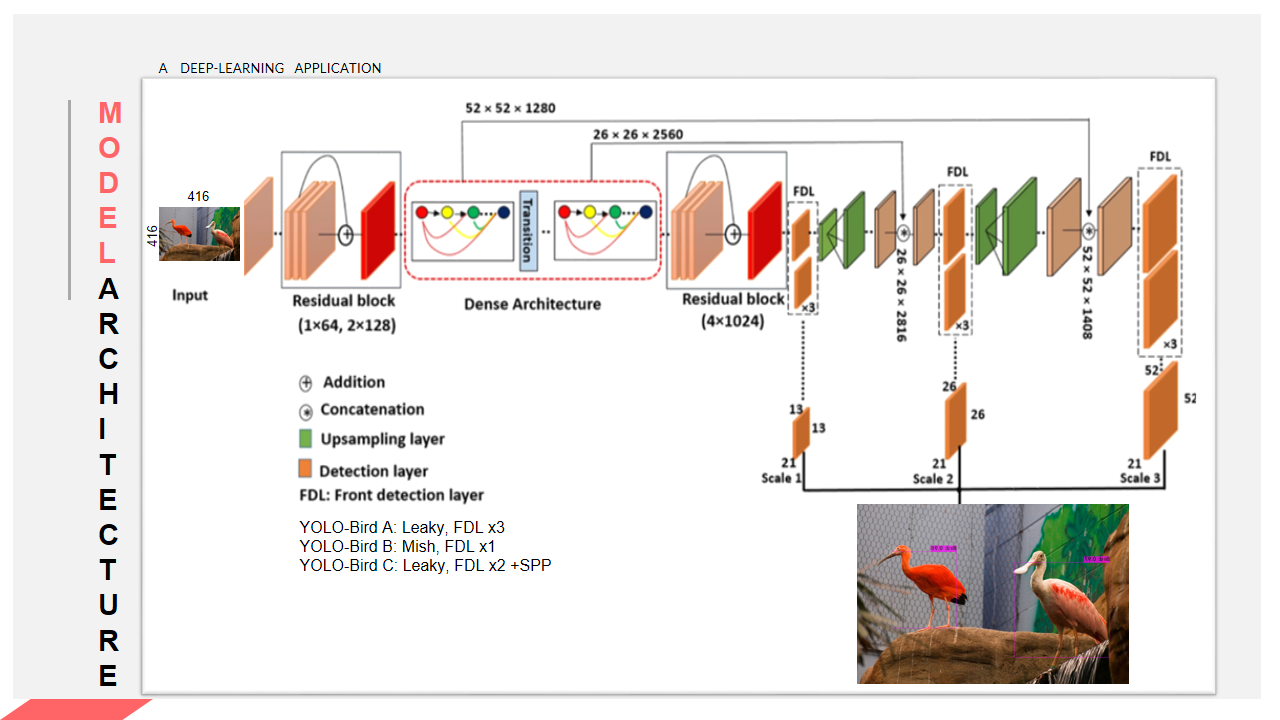 A DEEP-LEARNING APPLICATION
MODEL ARCHITECTURE
52 × 52 × 1280
26 × 26 × 2560
FDL
FDL
FDL
416
416
Input
Transition
Residual block
(1×64, 2×128)
Dense Architecture
Residual block
(4×1024)
×3
26 × 26 × 2816
×3
52 × 52 × 1408
×3
Addition
Concatenation
Upsampling layer
Detection layer
FDL: Front detection layer
13
13
21
Scale 1
26
26
21
Scale 2
52
52
21
Scale 3
YOLO-Bird A: Leaky, FDL x3
YOLO-Bird B: Mish, FDL x1
YOLO-Bird C: Leaky, FDL x2 +SPP